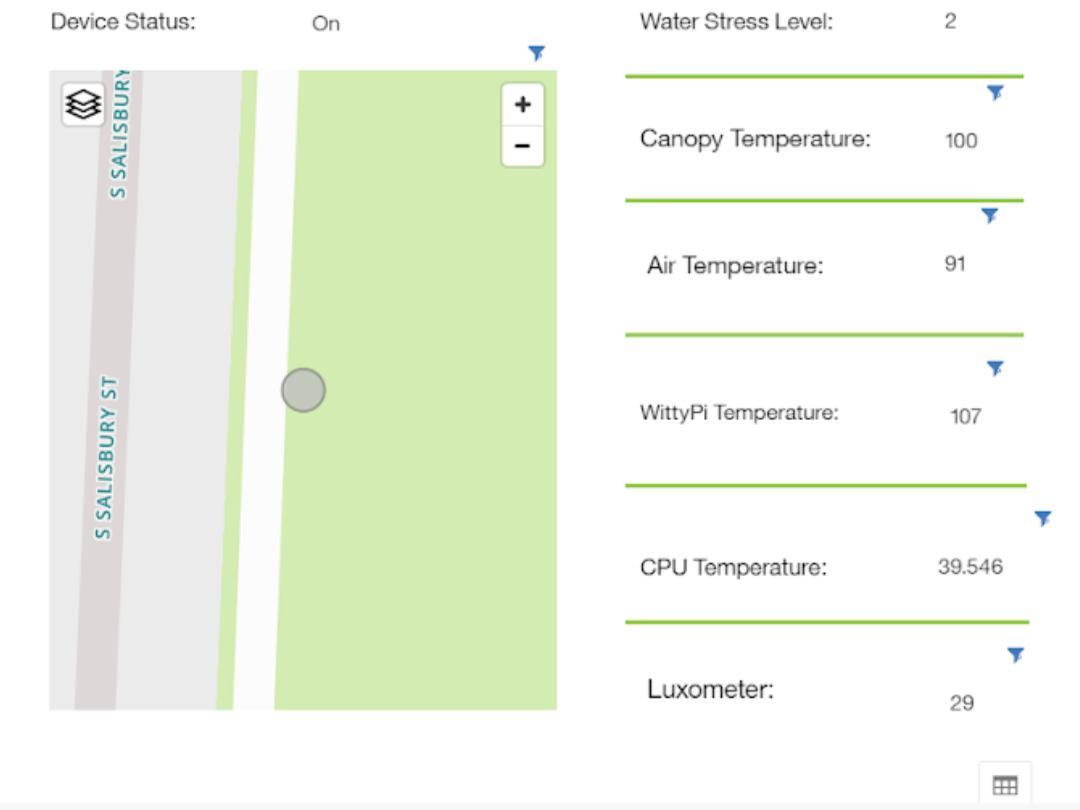 Device Status: On
Water Stress Level: 2
S SALISBURY
S SALISBURY ST
+
−
Canopy Temperature: 100
Air Temperature: 91
WittyPi Temperature: 107
CPU Temperature: 39.546
Luxometer: 29